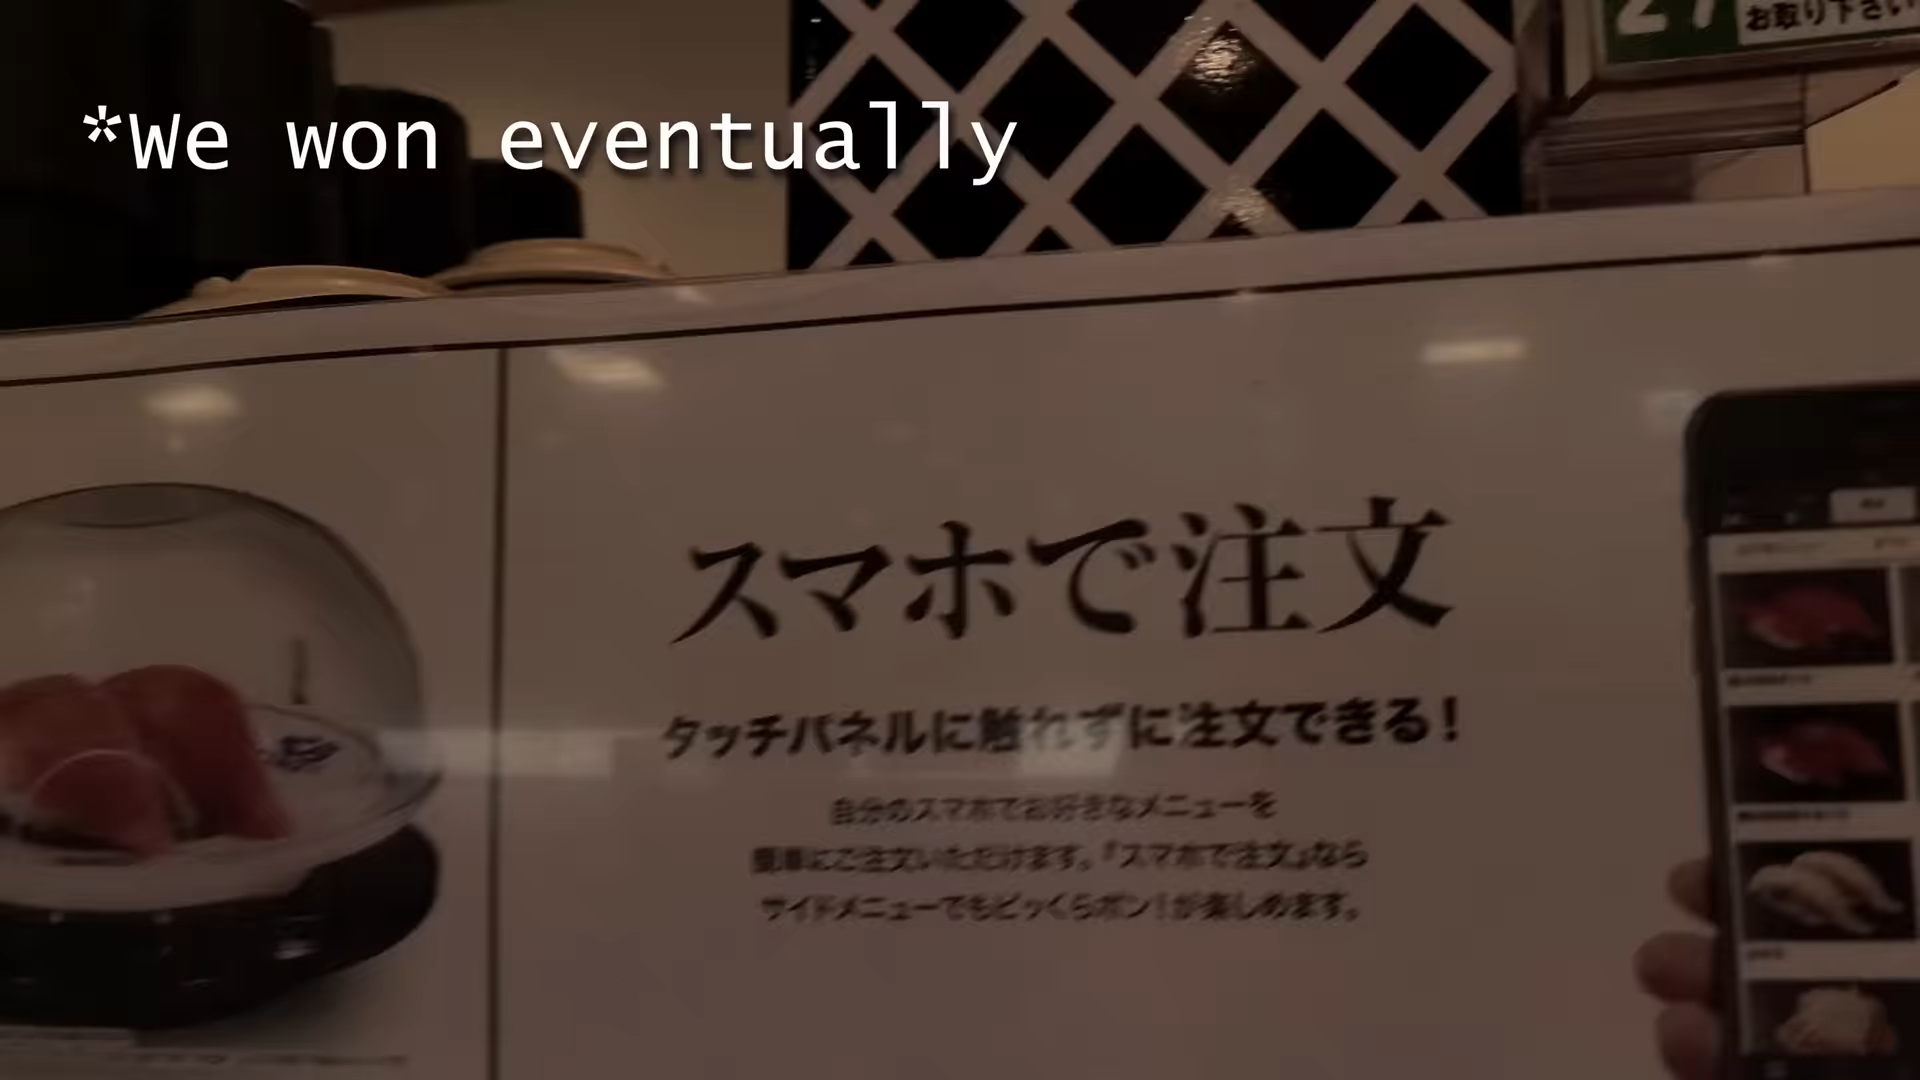 *We won eventually
27
お取り下さい
スマホで注文
タッチパネルに触れずに注文できる!
自分のスマホでお好きなメニューを
簡単にご注文いただけます。『スマホで注文』なら
サイドメニューでもビッくらポン!が楽しめます。